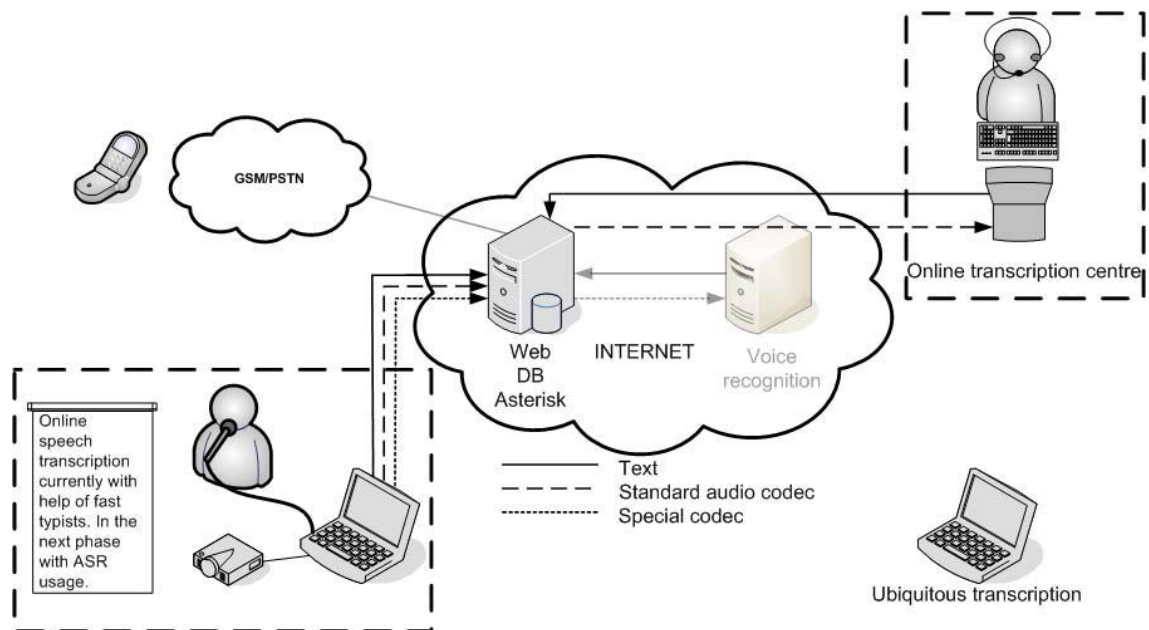 GSM/PSTN
Online transcription centre
Web
DB
Asterisk
INTERNET
Voice
recognition
Online
speech
transcription
currently with
help of fast
typists. In the
next phase
with ASR
usage.
Text
Standard audio codec
Special codec
Ubiquitous transcription